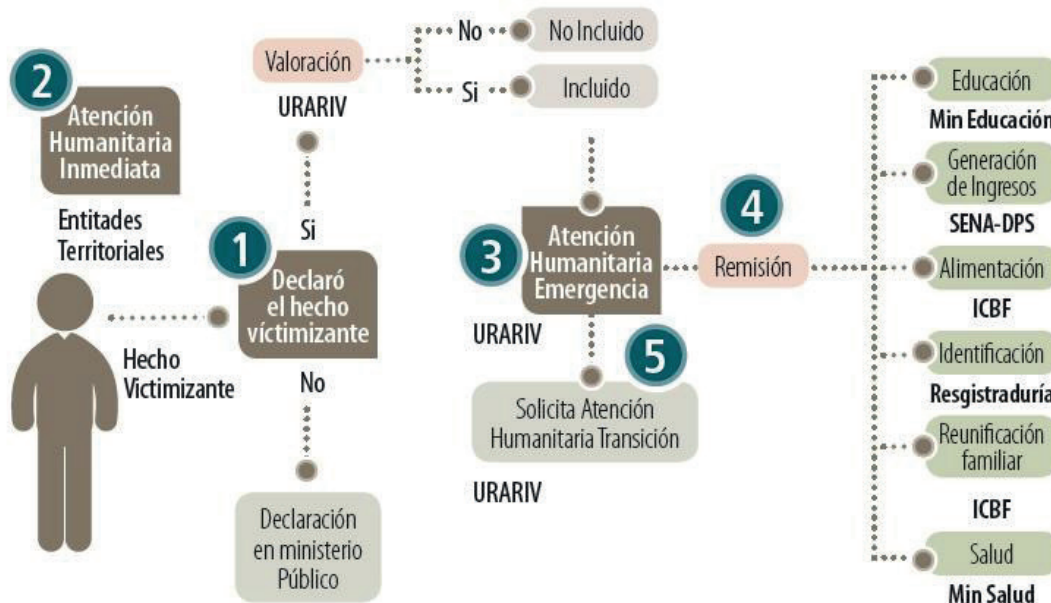 2
Atención
Humanitaria
Inmediata
Entitades
Territoriales
Hecho
Victimizante
1
Declaró
el hecho
víctimizante
Si
Valoración
URARIV
No
No Incluido
Si
Incluido
No
Declaración
en ministerio
Público
3
Atención
Humanitaria
Emergencia
URARIV
4
Remisión
5
Solicita Atención
Humanitaria Transición
URARIV
Educación
Min Educación
Generación
de Ingresos
SENA-DPS
Alimentación
ICBF
Identificación
Resgistraduría
Reunificación
familiar
ICBF
Salud
Min Salud